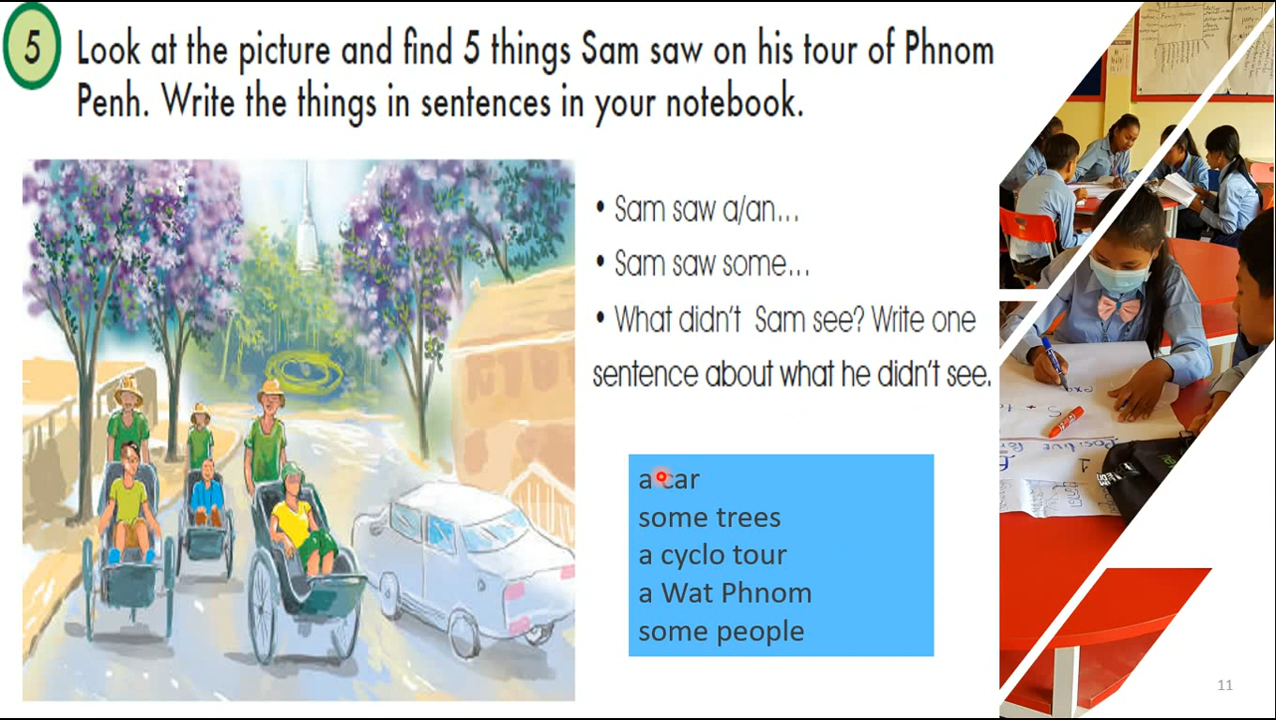 5
Look at the picture and find 5 things Sam saw on his tour of Phnom
Penh. Write the things in sentences in your notebook.
• Sam saw a/an...
• Sam saw some...
• What didn't Sam see? Write one
sentence about what he didn't see.
a car
some trees
a cyclo tour
a Wat Phnom
some people
11